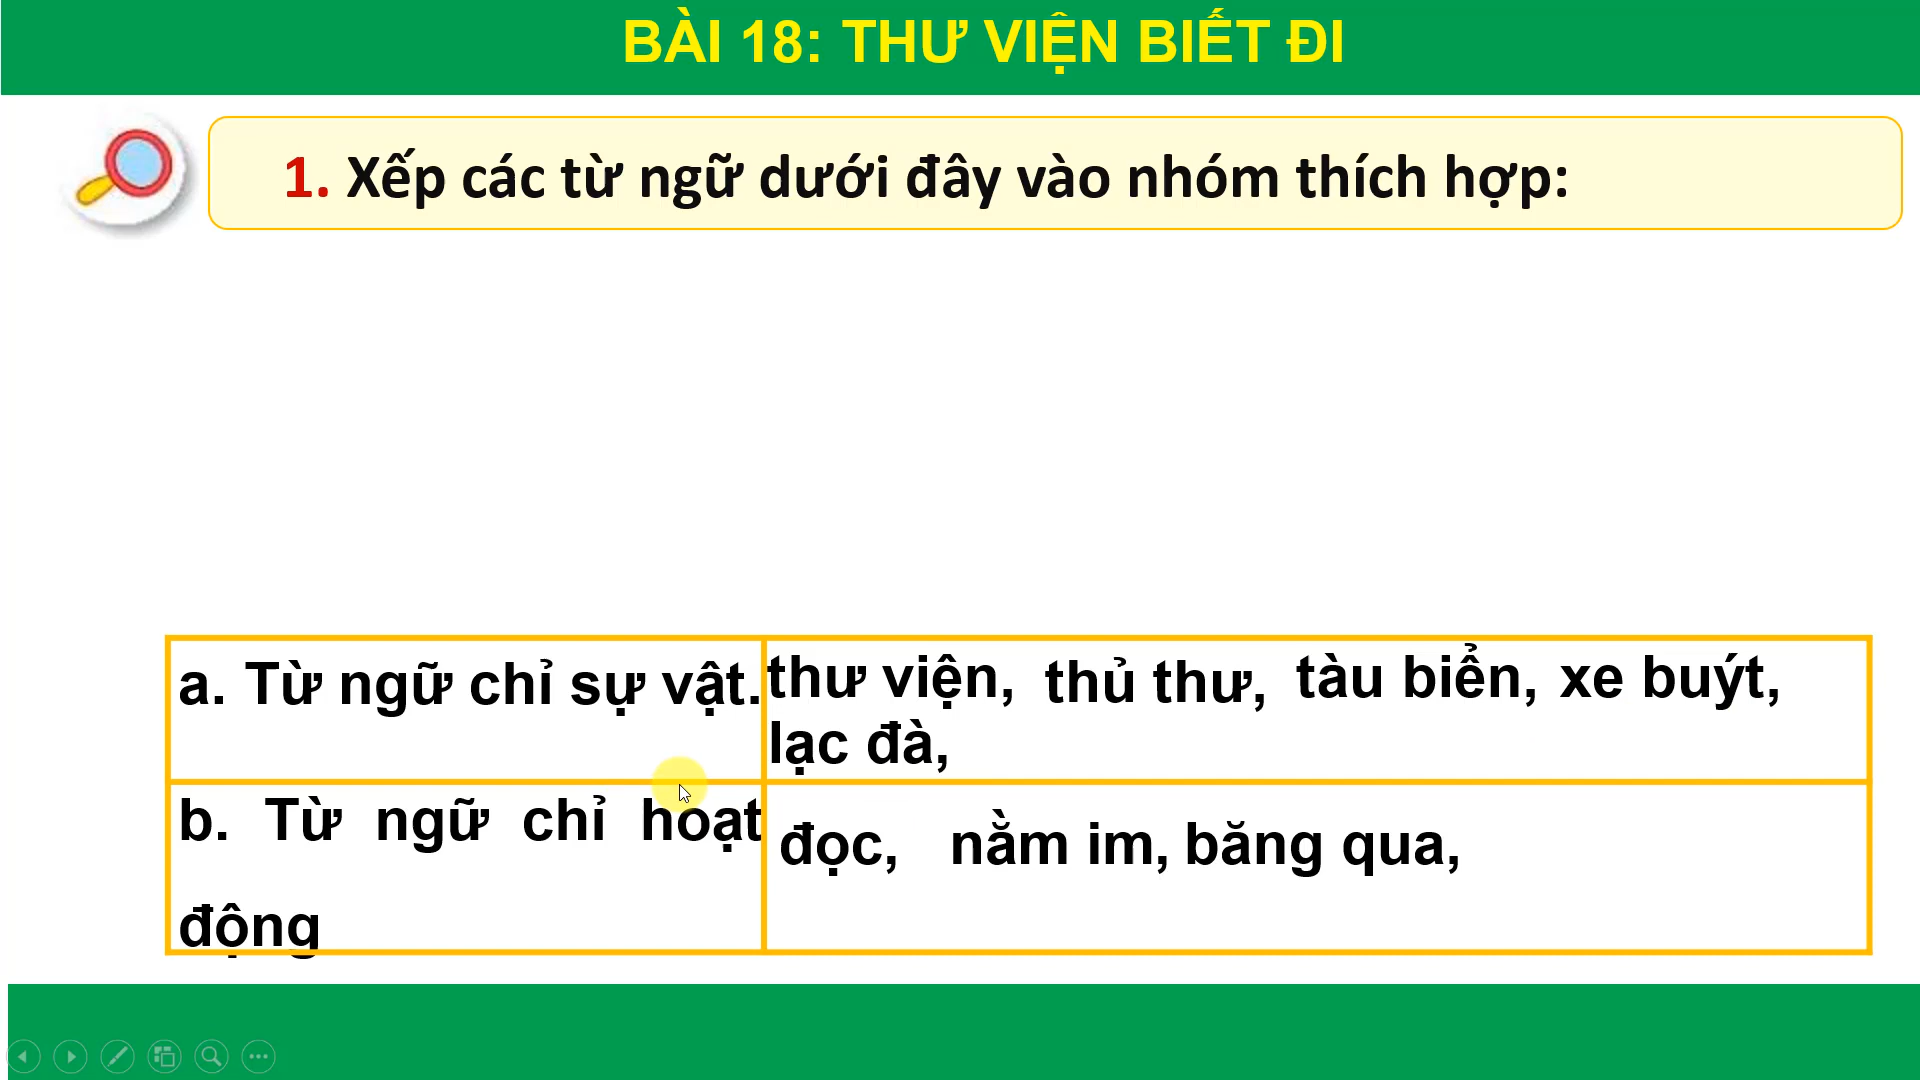 BÀI 18: THƯ VIỆN BIẾT ĐI
1. Xếp các từ ngữ dưới đây vào nhóm thích hợp:
a. Từ ngữ chỉ sự vật.
thư viện, thủ thư, tàu biển, xe buýt,
lạc đà,
b. Từ ngữ chỉ hoạt
động
đọc, nằm im, băng qua,